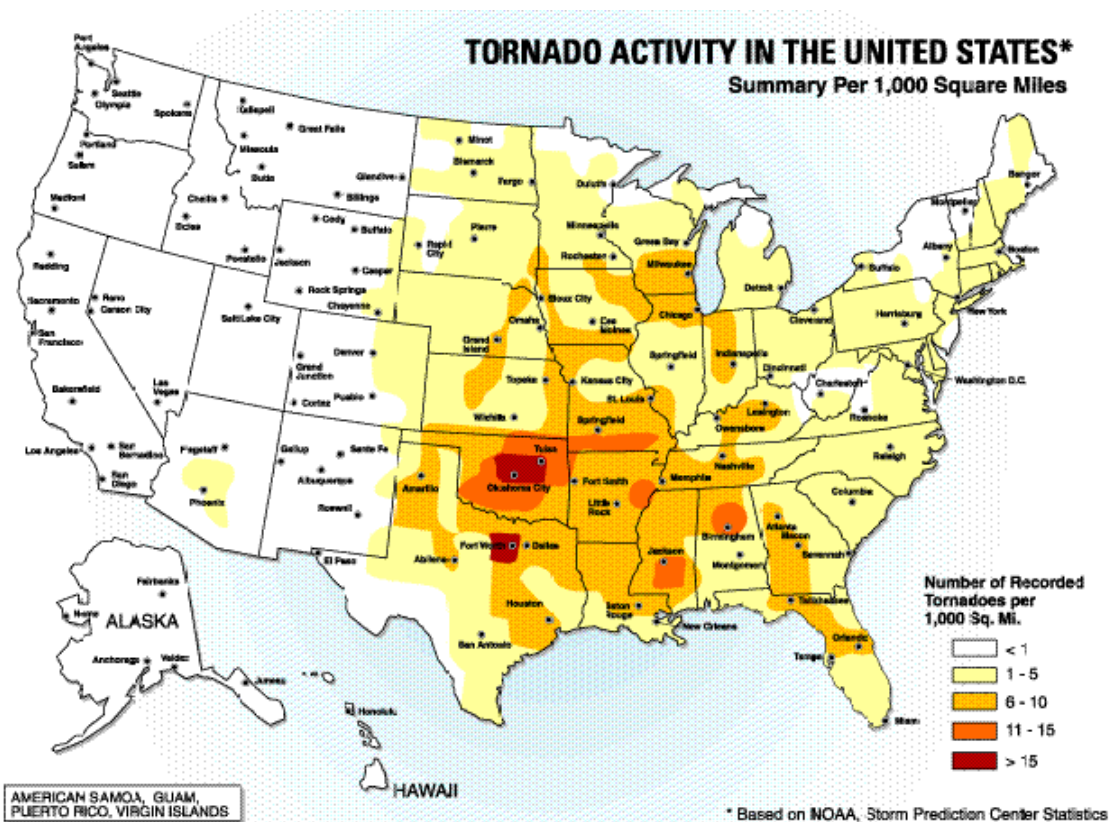 TORNADO ACTIVITY IN THE UNITED STATES*
Summary Per 1,000 Square Miles
Port
Angeles
Seattle
Olympia
Spokane
Portland
Salem
Medford
Kalispell
Great Falls
Missoula
Butte
Glendive
Billings
Boise
Pocatello
Cody
Buffalo
Jackson
Casper
Rock Springs
Cheyenne
Minot
Bismarck
Fargo
Pierre
Rapid
City
Duluth
Minneapolis
Rochester
Green Bay
Milwaukee
Bangor
Montpelier
Albany
Boston
Buffalo
Detroit
New York
Harrisburg
Cleveland
Washington D.C.
Redding
Sacramento
San
Francisco
Reno
Carson City
Salt Lake City
Bakersfield
Las
Vegas
Los Angeles
San
Bernadino
San
Diego
Grand
Junction
Denver
Pueblo
Cortez
Sioux City
Omaha
Grand
Island
Des
Moines
Chicago
Springfield
Indianapolis
Cincinnati
Charleston
Roanoke
Topeka
Kansas City
St. Louis
Wichita
Springfield
Owensboro
Lexington
Nashville
Raleigh
Flagstaff
Phoenix
Gallup
Santa Fe
Albuquerque
Roswell
El Paso
Amarillo
Tulsa
Oklahoma City
Fort Smith
Little
Rock
Memphis
Columbia
Atlanta
Macon
Savannah
Birmingham
Montgomery
Jackson
Abilene
Fort Worth
Dallas
Houston
San Antonio
Baton
Rouge
New Orleans
Tallahassee
Orlando
Tampa
Miami
Fairbanks
Nome
ALASKA
Anchorage
Valdez
Juneau
Honolulu
HAWAII
Number of Recorded
Tornadoes per
1,000 Sq. Mi.
< 1
1 - 5
6 - 10
11 - 15
> 15
AMERICAN SAMOA, GUAM,
PUERTO RICO, VIRGIN ISLANDS
* Based on NOAA, Storm Prediction Center Statistics